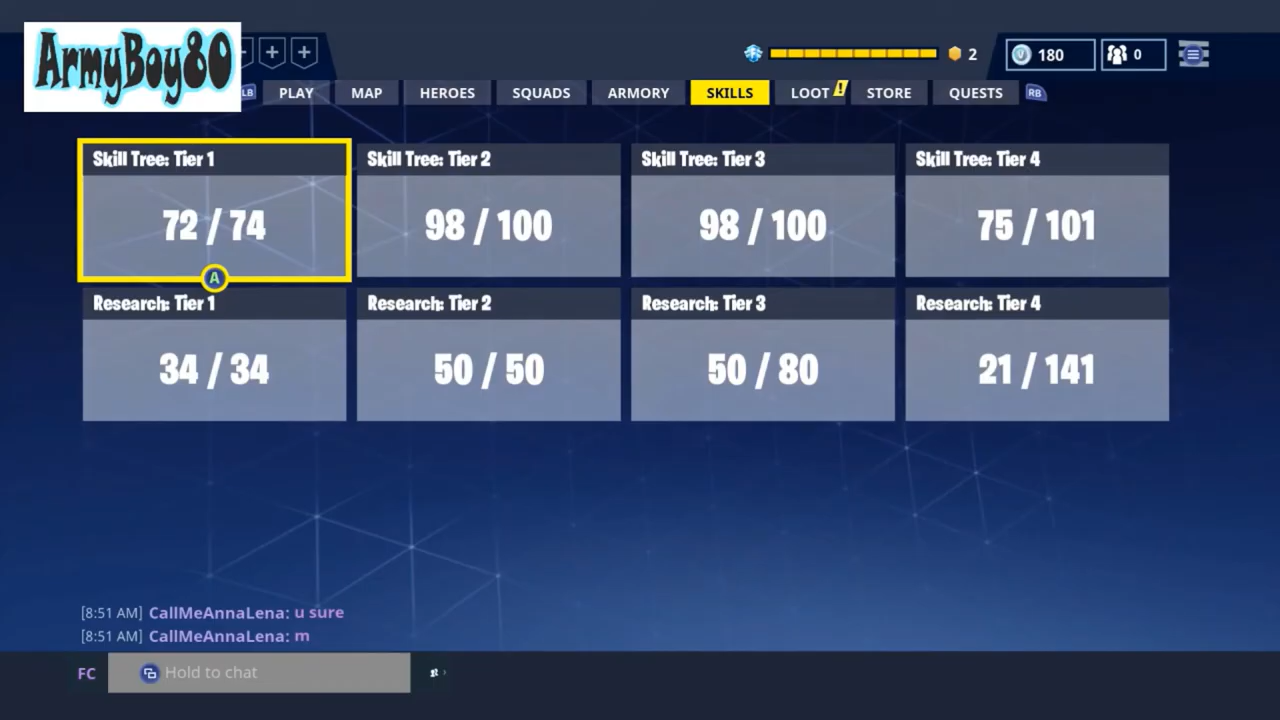 ArmyBoy80
+ +
2
180
0
LB PLAY MAP HEROES SQUADS ARMORY SKILLS LOOT ! STORE QUESTS RB
Skill Tree: Tier 1
72 / 74
A
Skill Tree: Tier 2
98 / 100
Skill Tree: Tier 3
98 / 100
Skill Tree: Tier 4
75 / 101
Research: Tier 1
34 / 34
Research: Tier 2
50 / 50
Research: Tier 3
50 / 80
Research: Tier 4
21 / 141
[8:51 AM] CallMeAnnaLena: u sure
[8:51 AM] CallMeAnnaLena: m
FC Hold to chat